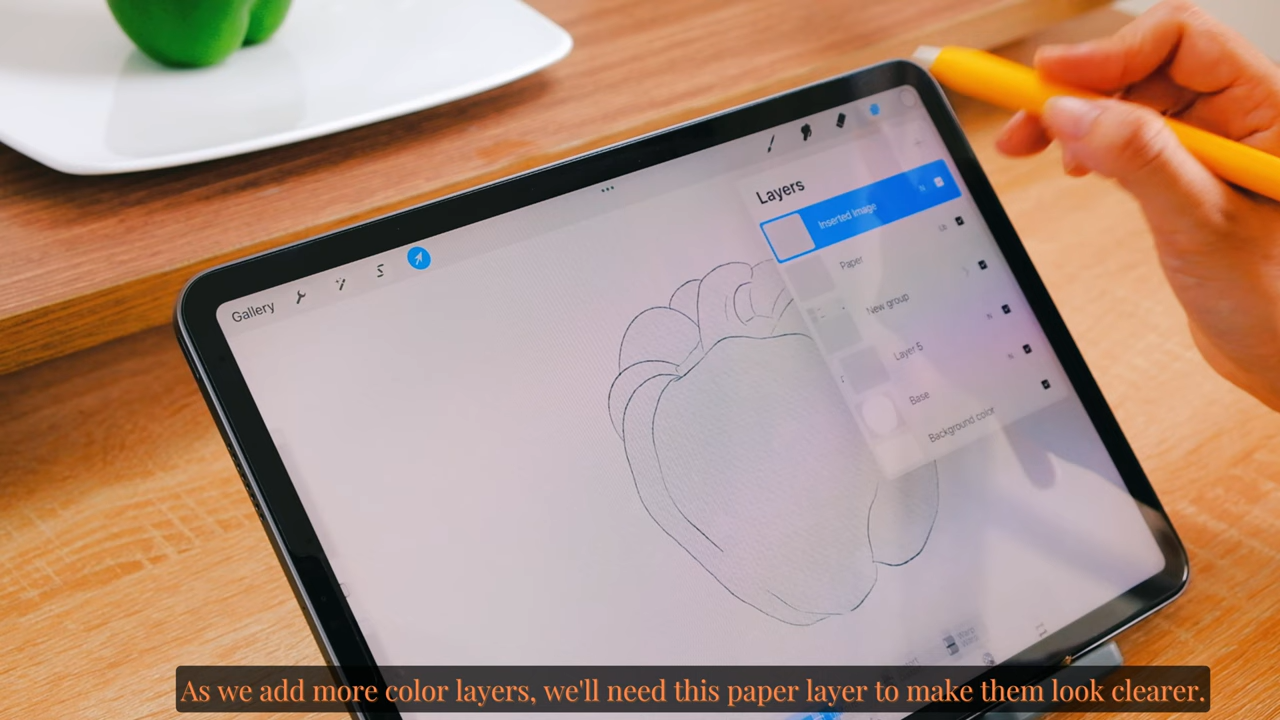 Gallery
Layers
Inserted Image
N
Paper
Lb
New group
Layer 5
N
Base
N
Background color
As we add more color layers, we'll need this paper layer to make them look clearer.